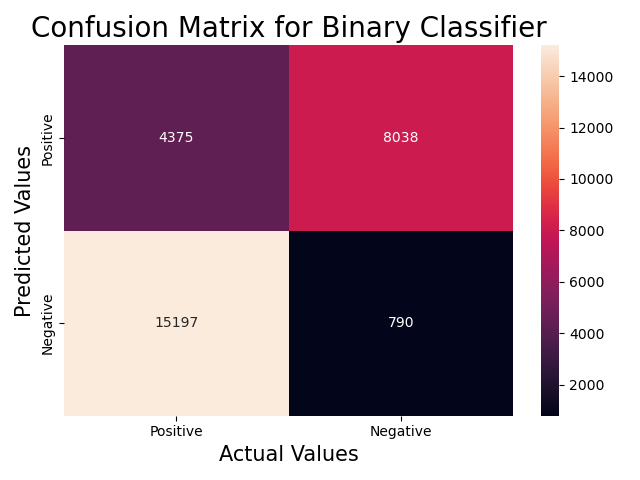 Confusion Matrix for Binary Classifier
Predicted Values
Positive
Negative
4375 8038
15197 790
Positive Negative
Actual Values
14000
12000
10000
8000
6000
4000
2000